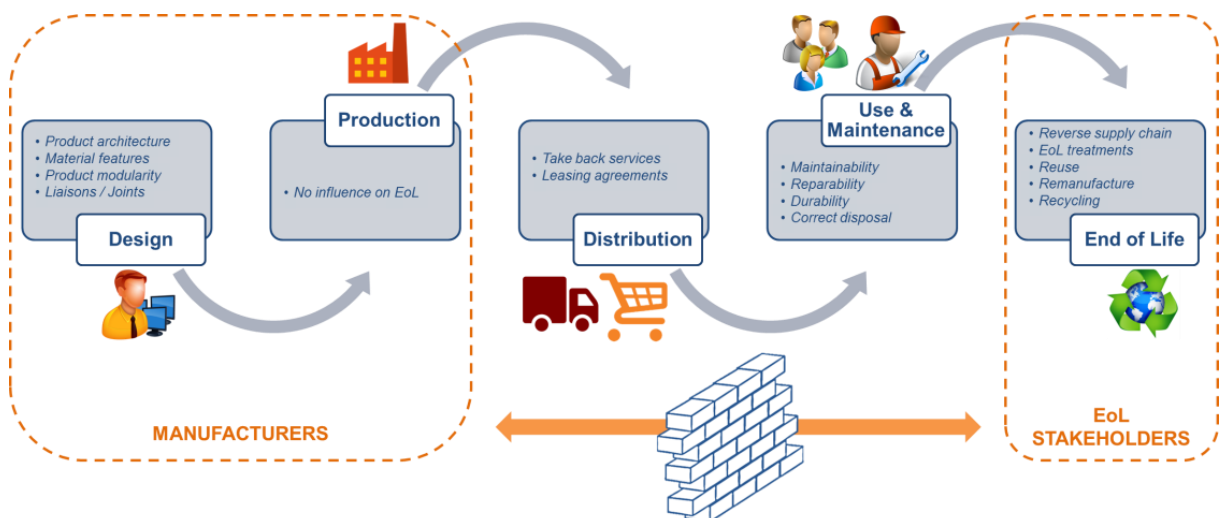 • Product architecture
• Material features
• Product modularity
• Liaisons / Joints
Design
Production
• No influence on EoL
• Take back services
• Leasing agreements
Distribution
Use &
Maintenance
• Maintainability
• Reparability
• Durability
• Correct disposal
• Reverse supply chain
• EoL treatments
• Reuse
• Remanufacture
• Recycling
End of Life
MANUFACTURERS
EoL
STAKEHOLDERS